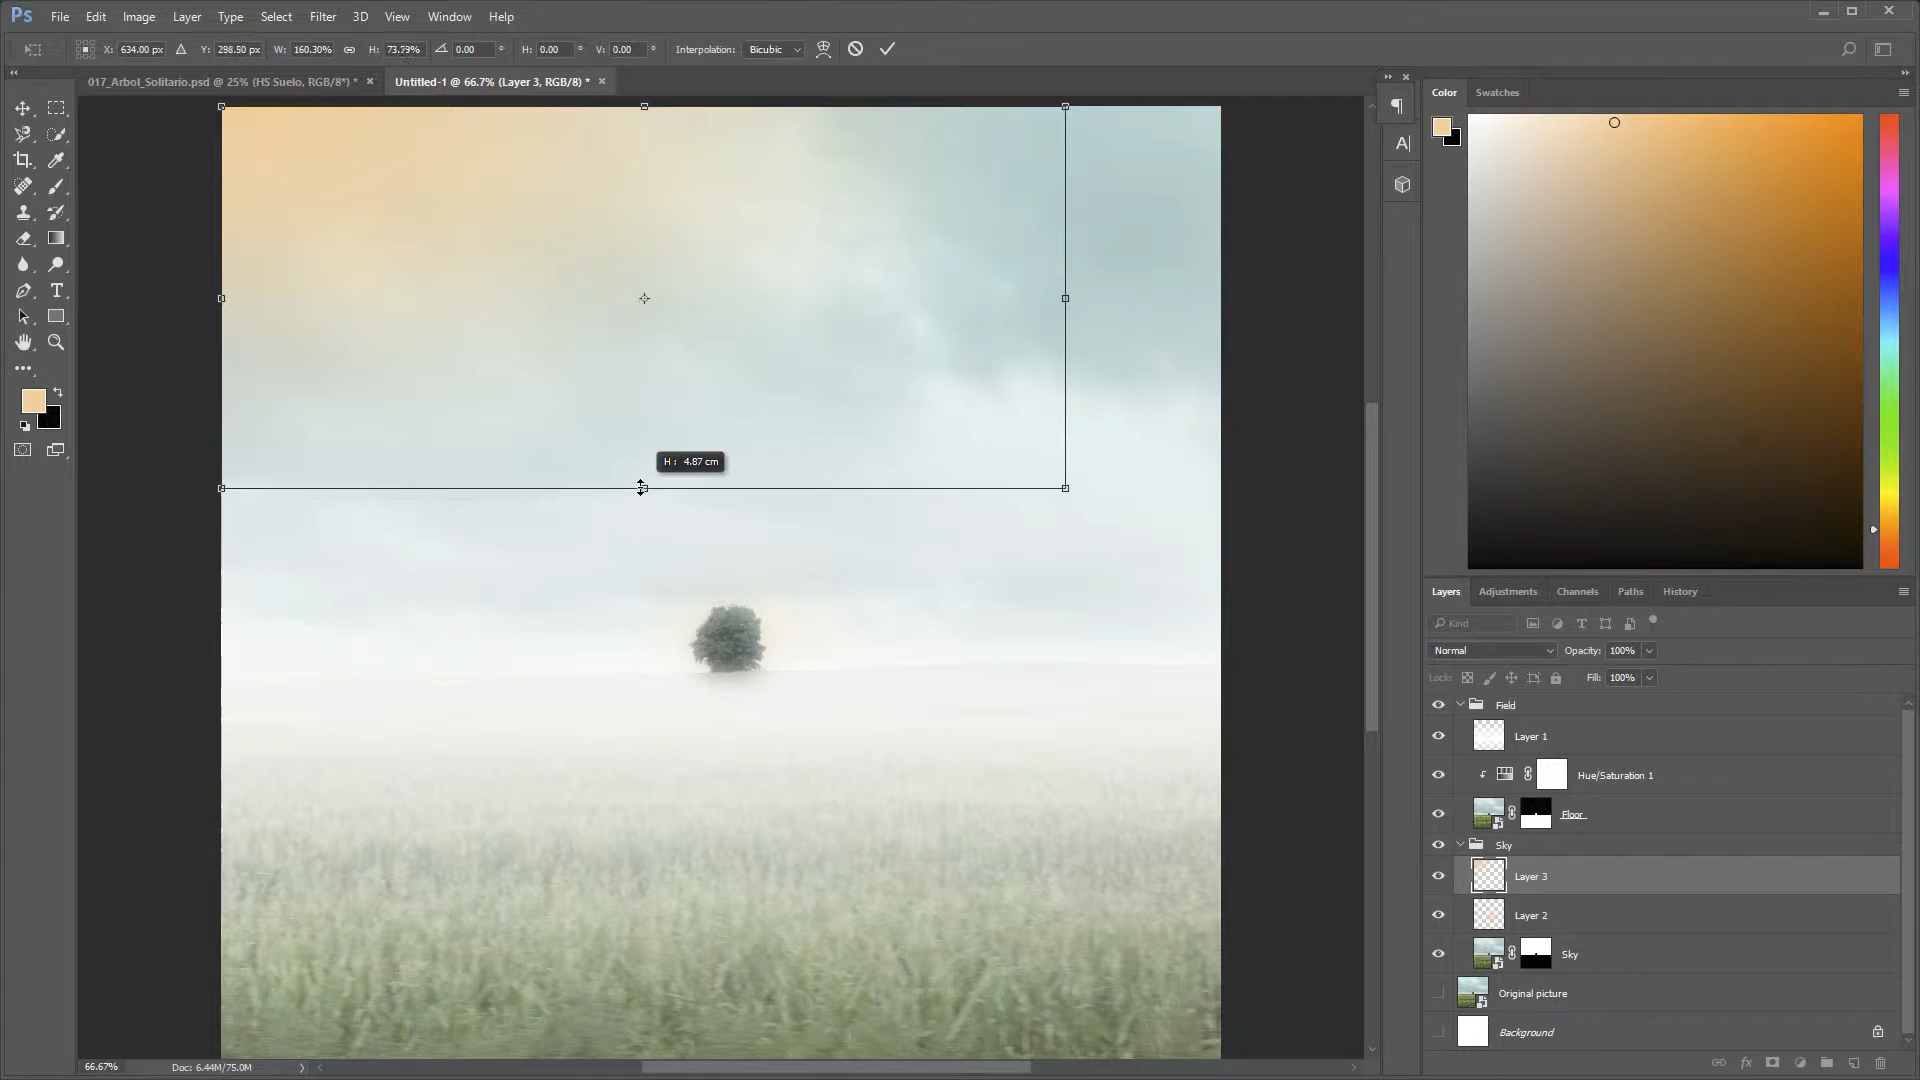 Ps File Edit Image Layer Type Select Filter 3D View Window Help
X: 634.00 px Y: 298.50 px W: 160.30% H: 73.79% 0.00 ° H: 0.00 ° V: 0.00 ° Interpolation: Bicubic
017_Arbol_Solitario.psd @ 25% (HS Suelo, RGB/8*) * Untitled-1 @ 66.7% (Layer 3, RGB/8) *
Color Swatches
H: 4.87 cm
Layers Adjustments Channels Paths History
Kind
Normal Opacity: 100%
Lock: Fill: 100%
Field
Layer 1
Hue/Saturation 1
Floor
Sky
Layer 3
Layer 2
Sky
Original picture
Background
fx
66.67% Doc: 6.44M/75.0M